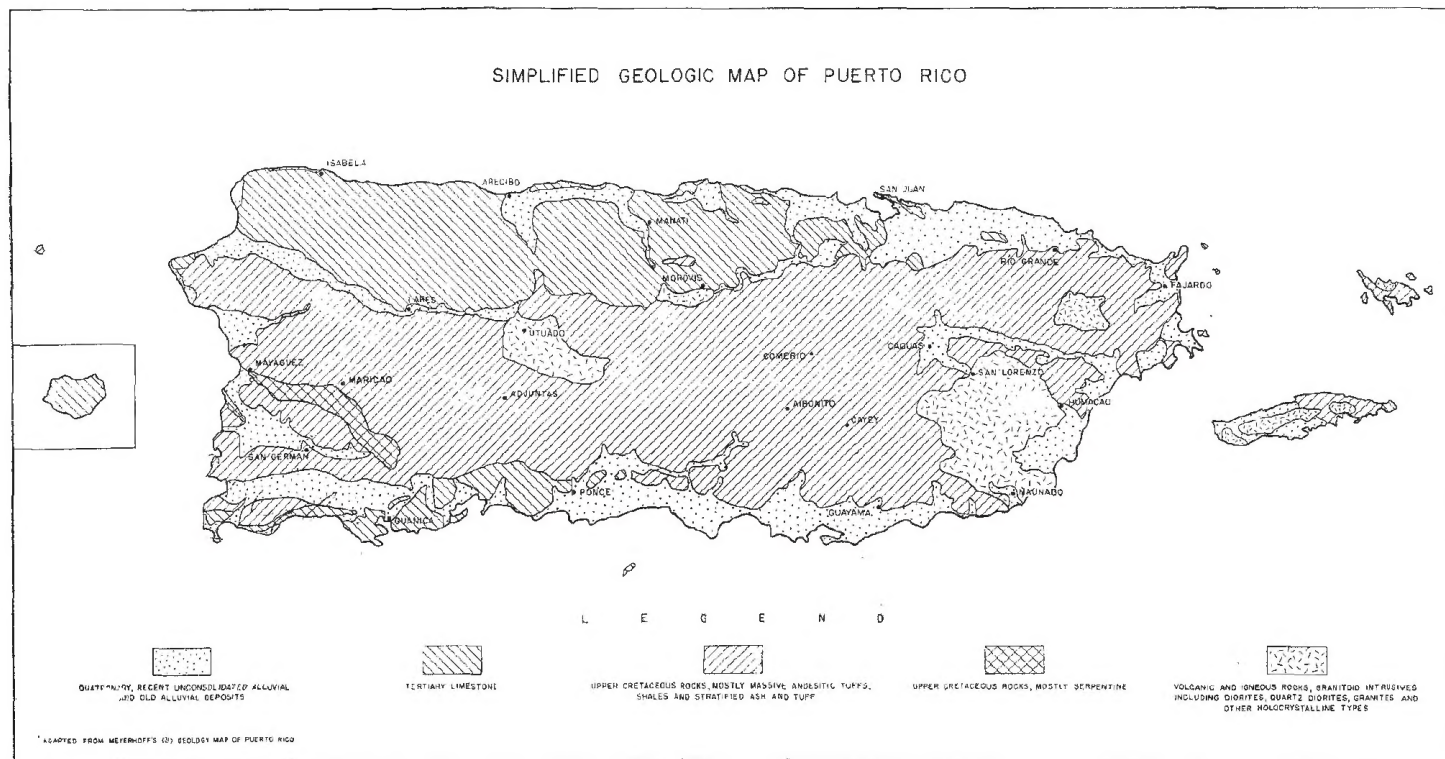 SIMPLIFIED GEOLOGIC MAP OF PUERTO RICO
ISABELA
ARECIBO
SAN JUAN
MANATI
RIO GRANDE
MOROVIS
FAJARDO
LARES
UTUADO
CAGUAS
COMERIO
MAYAGUEZ
SAN LORENZO
MARICAO
ADJUNTAS
HUMACAO
AIBONITO
CAYEY
SAN GERMAN
PONCE
MAUNABO
GUAYAMA
GUANICA
LEGEND
QUATERNARY, RECENT UNCONSOLIDATED ALLUVIAL
AND OLD ALLUVIAL DEPOSITS
TERTIARY LIMESTONE
UPPER CRETACEOUS ROCKS, MOSTLY MASSIVE ANDESITIC TUFFS,
SHALES AND STRATIFIED ASH AND TUFF
UPPER CRETACEOUS ROCKS, MOSTLY SERPENTINE
VOLCANIC AND IGNEOUS ROCKS, GRANITOID INTRUSIVES
INCLUDING DIORITES, QUARTZ DIORITES, GRANITES AND
OTHER HOLOCRYSTALLINE TYPES
ADAPTED FROM MEYERHOFF'S GEOLOGY MAP OF PUERTO RICO